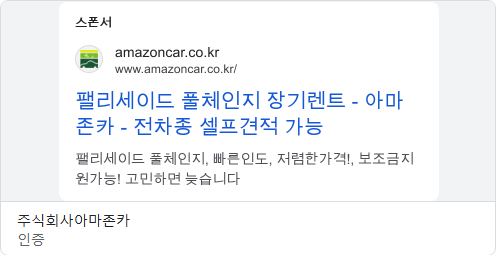 스폰서
amazoncar.co.kr
www.amazoncar.co.kr/
팰리세이드 풀체인지 장기렌트 - 아마
존카 - 전차종 셀프견적 가능
팰리세이드 풀체인지, 빠른인도, 저렴한가격!, 보조금지
원가능! 고민하면 늦습니다
주식회사아마존카
인증